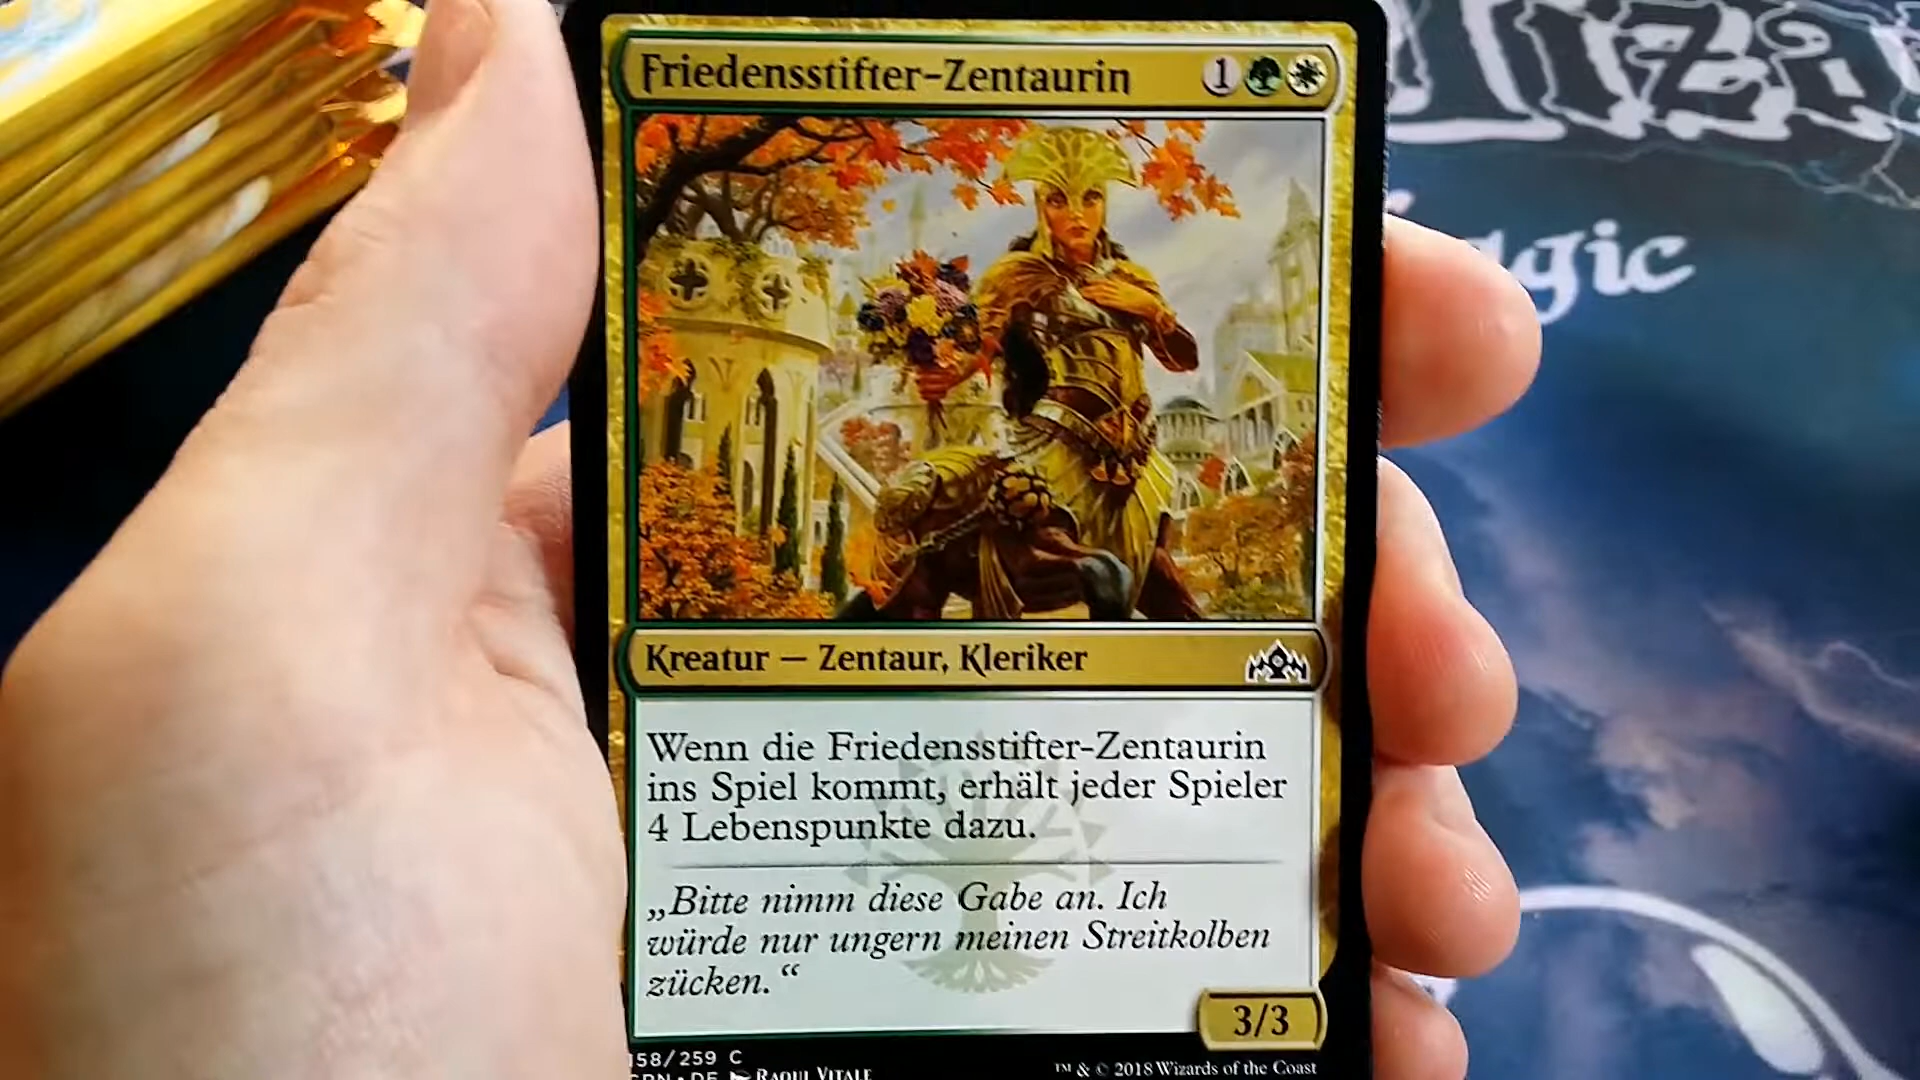 Friedensstifter-Zentaurin 1
Kreatur – Zentaur, Kleriker
Wenn die Friedensstifter-Zentaurin
ins Spiel kommt, erhält jeder Spieler
4 Lebenspunkte dazu.
„Bitte nimm diese Gabe an. Ich
würde nur ungern meinen Streitkolben
zücken.“
3/3
158/259 C
GRN • DE RAOUL VITALE
™ & © 2018 Wizards of the Coast